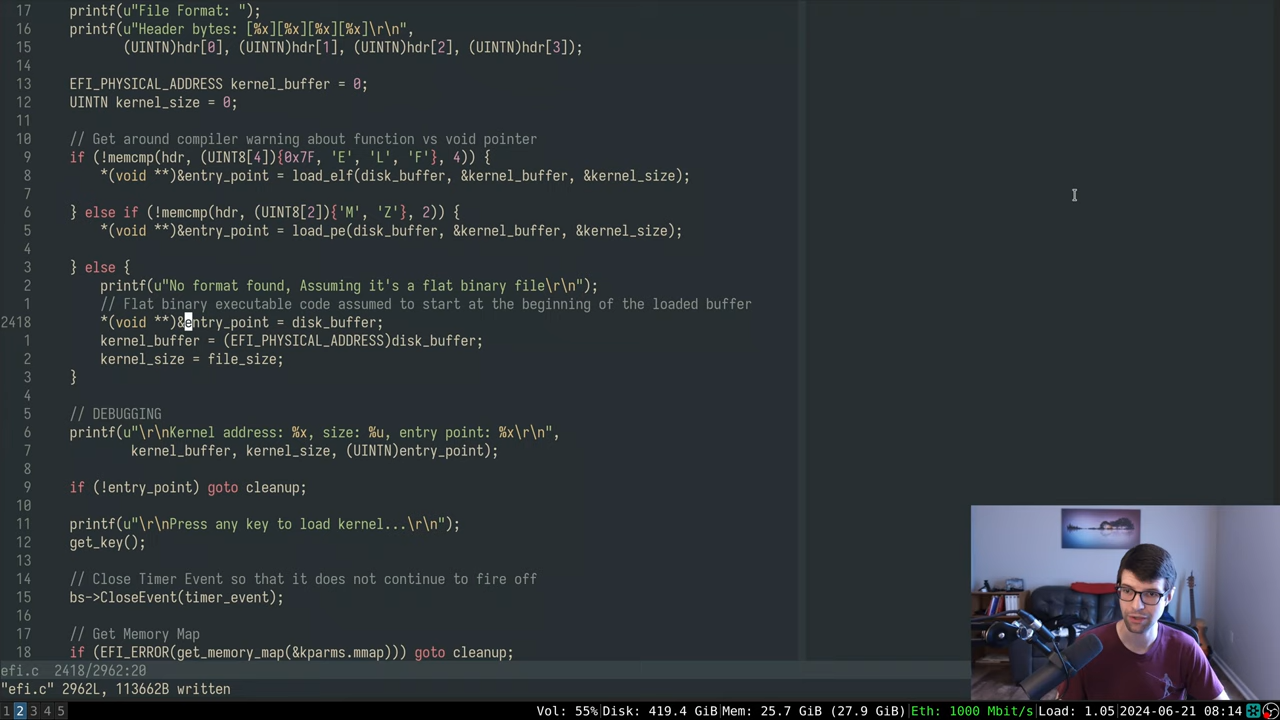 17     printf(u"File Format: ");
16     printf(u"Header bytes: [%x][%x][%x][%x]\r\n",
15            (UINTN)hdr[0], (UINTN)hdr[1], (UINTN)hdr[2], (UINTN)hdr[3]);
14
13     EFI_PHYSICAL_ADDRESS kernel_buffer = 0;
12     UINTN kernel_size = 0;
11
10     // Get around compiler warning about function vs void pointer
9     if (!memcmp(hdr, (UINT8[4]){0x7F, 'E', 'L', 'F'}, 4)) {
8         *(void **)&entry_point = load_elf(disk_buffer, &kernel_buffer, &kernel_size);
7
6     } else if (!memcmp(hdr, (UINT8[2]){'M', 'Z'}, 2)) {
5         *(void **)&entry_point = load_pe(disk_buffer, &kernel_buffer, &kernel_size);
4
3     } else {
2         printf(u"No format found, Assuming it's a flat binary file\r\n");
1         // Flat binary executable code assumed to start at the beginning of the loaded buffer
2418         *(void **)&entry_point = disk_buffer;
1         kernel_buffer = (EFI_PHYSICAL_ADDRESS)disk_buffer;
2         kernel_size = file_size;
3     }
4
5     // DEBUGGING
6     printf(u"\r\nKernel address: %x, size: %u, entry point: %x\r\n",
7             kernel_buffer, kernel_size, (UINTN)entry_point);
8
9     if (!entry_point) goto cleanup;
10
11     printf(u"\r\nPress any key to load kernel...\r\n");
12     get_key();
13
14     // Close Timer Event so that it does not continue to fire off
15     bs->CloseEvent(timer_event);
16
17     // Get Memory Map
18     if (EFI_ERROR(get_memory_map(&kparms.mmap))) goto cleanup;
efi.c 2418/2962:20
"efi.c" 2962L, 113662B written
1 2 3 4 5 Vol: 55% Disk: 419.4 GiB Mem: 25.7 GiB (27.9 GiB) Eth: 1000 Mbit/s Load: 1.05 2024-06-21 08:14